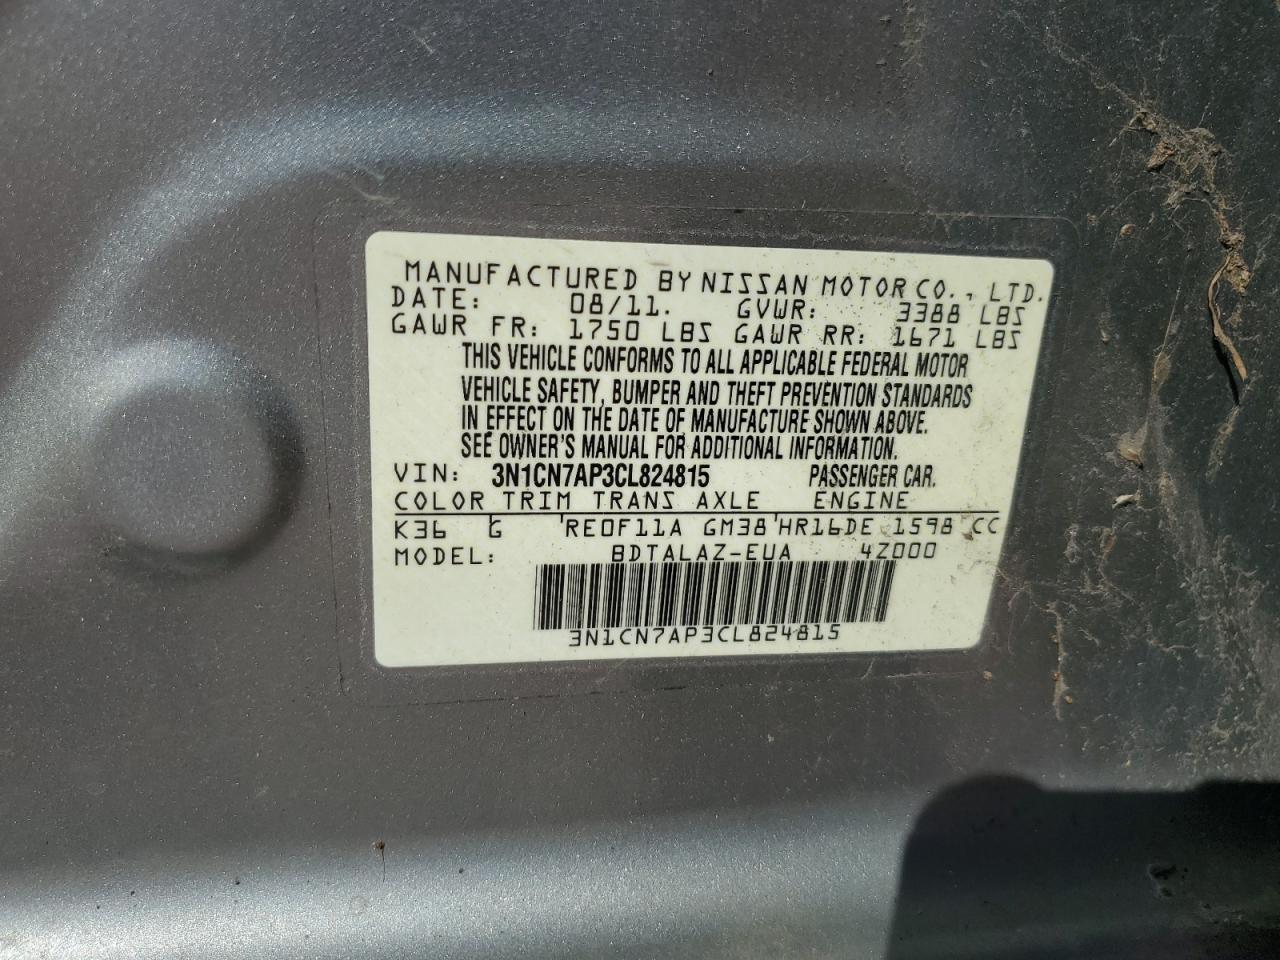 MANUFACTURED BY NISSAN MOTOR CO., LTD.
DATE: 08/11. GVWR: 3388 LBS
GAWR FR: 1750 LBS GAWR RR: 1671 LBS
THIS VEHICLE CONFORMS TO ALL APPLICABLE FEDERAL MOTOR
VEHICLE SAFETY, BUMPER AND THEFT PREVENTION STANDARDS
IN EFFECT ON THE DATE OF MANUFACTURE SHOWN ABOVE.
SEE OWNER'S MANUAL FOR ADDITIONAL INFORMATION.
VIN: 3N1CN7AP3CL824815 PASSENGER CAR.
COLOR TRIM TRANS AXLE ENGINE
K36 G RE0F11A GM38 HR16DE 1598 CC
MODEL: BDTALAZ-EUA 4Z000
3N1CN7AP3CL824815